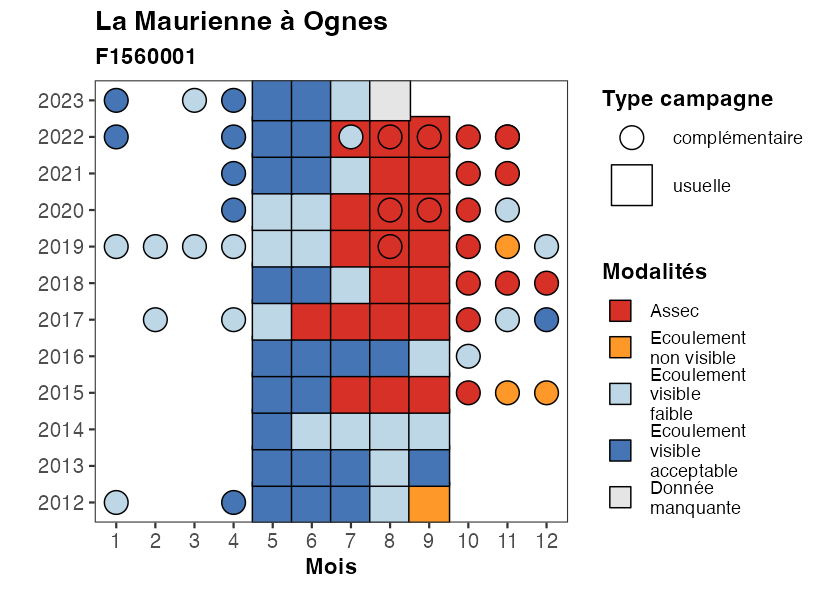 La Maurienne à Ognes
F1560001
2023
2022
2021
2020
2019
2018
2017
2016
2015
2014
2013
2012
1 2 3 4 5 6 7 8 9 10 11 12
Mois
Type campagne
complémentaire
usuelle
Modalités
Assec
Ecoulement
non visible
Ecoulement
visible
faible
Ecoulement
visible
acceptable
Donnée
manquante